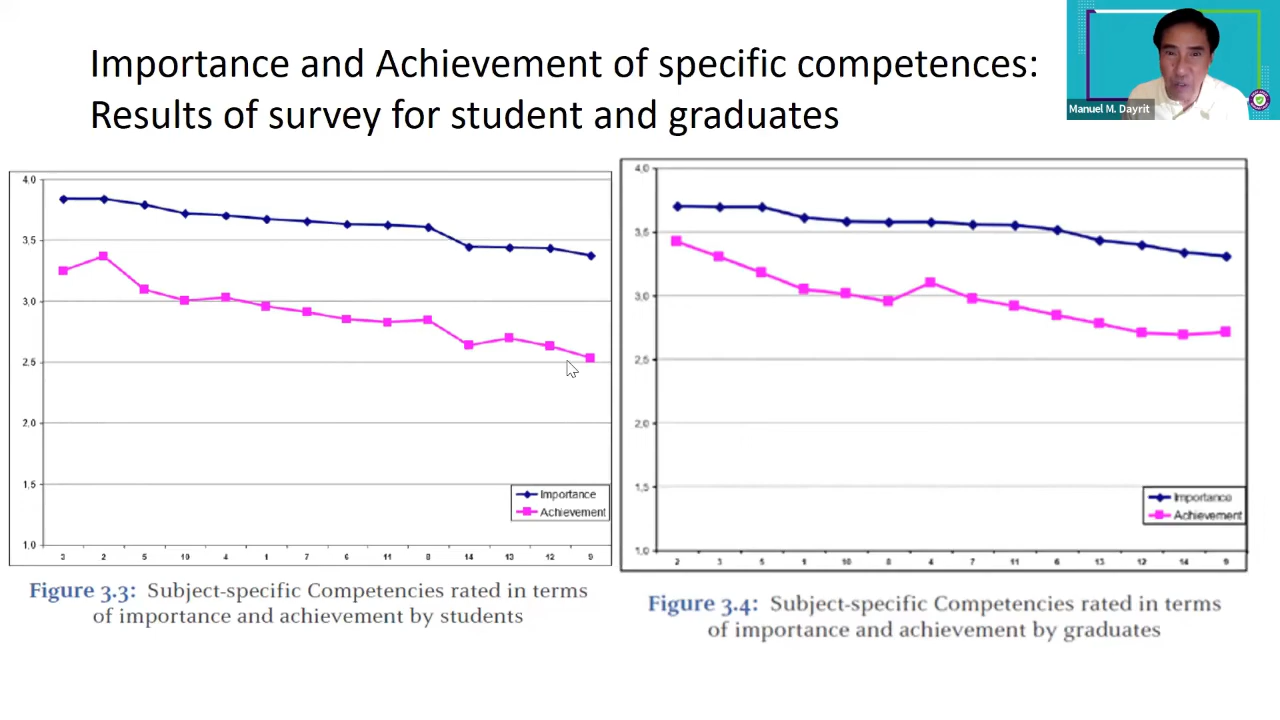 Importance and Achievement of specific competences:
Results of survey for student and graduates
Manuel M. Dayrit
4,0
3,5
3,0
2,5
2,0
1,5
1,0
3 2 5 10 4 1 7 6 11 8 14 13 12 9
Importance
Achievement
Figure 3.3: Subject-specific Competencies rated in terms
of importance and achievement by students
4,0
3,5
3,0
2,5
2,0
1,5
1,0
2 3 5 1 10 8 4 7 11 6 13 12 14 9
Importance
Achievement
Figure 3.4: Subject-specific Competencies rated in terms
of importance and achievement by graduates